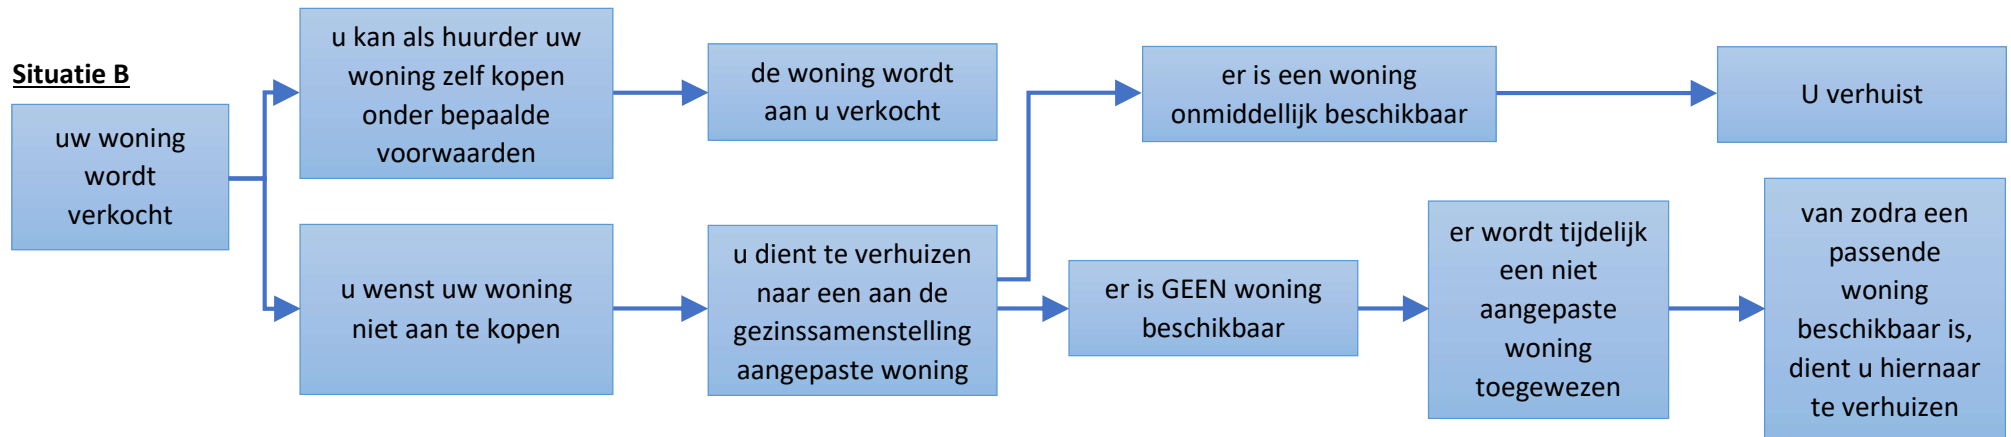 Situatie B
uw woning
wordt
verkocht
u kan als huurder uw
woning zelf kopen
onder bepaalde
voorwaarden
de woning wordt
aan u verkocht
u wenst uw woning
niet aan te kopen
u dient te verhuizen
naar een aan de
gezinssamenstelling
aangepaste woning
er is een woning
onmiddellijk beschikbaar
U verhuist
er is GEEN woning
beschikbaar
er wordt tijdelijk
een niet
aangepaste
woning
toegewezen
van zodra een
passende
woning
beschikbaar is,
dient u hiernaar
te verhuizen